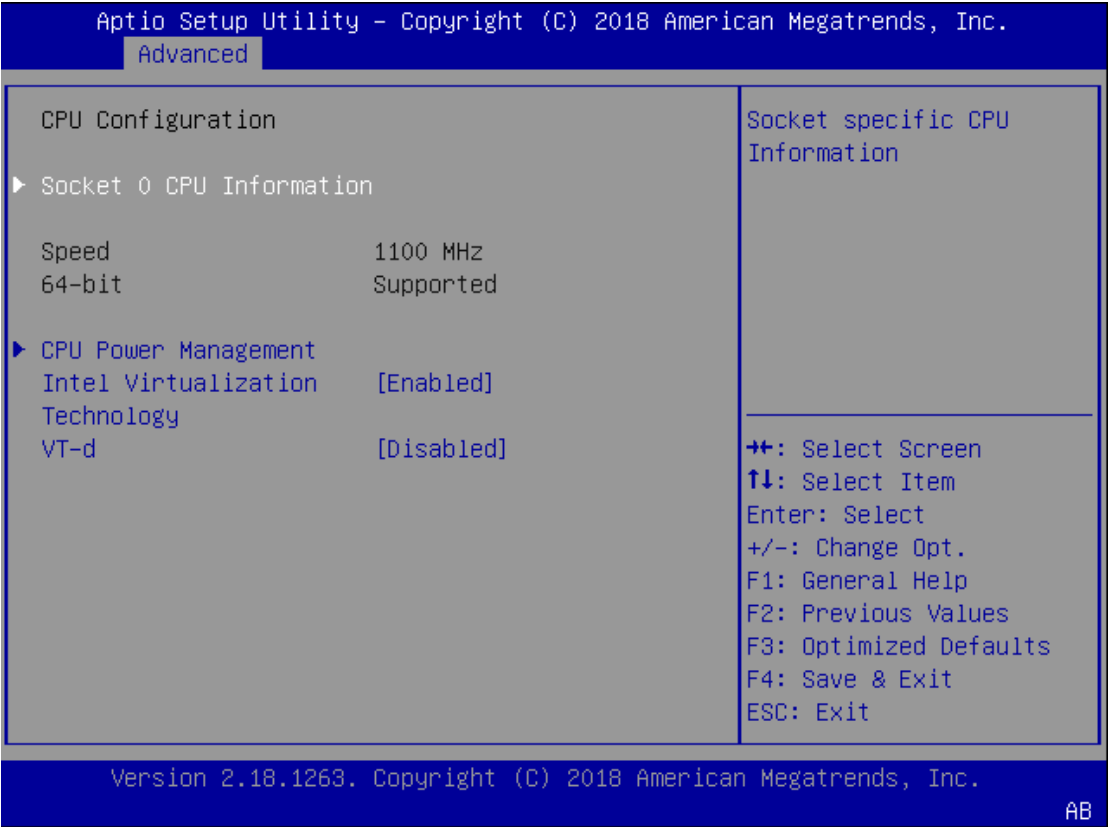 Aptio Setup Utility – Copyright (C) 2018 American Megatrends, Inc.
Advanced
CPU Configuration
Socket 0 CPU Information
Speed 1100 MHz
64-bit Supported
CPU Power Management
Intel Virtualization [Enabled]
Technology
VT-d [Disabled]
Socket specific CPU
Information
→←: Select Screen
↑↓: Select Item
Enter: Select
+/-: Change Opt.
F1: General Help
F2: Previous Values
F3: Optimized Defaults
F4: Save & Exit
ESC: Exit
Version 2.18.1263. Copyright (C) 2018 American Megatrends, Inc.
AB